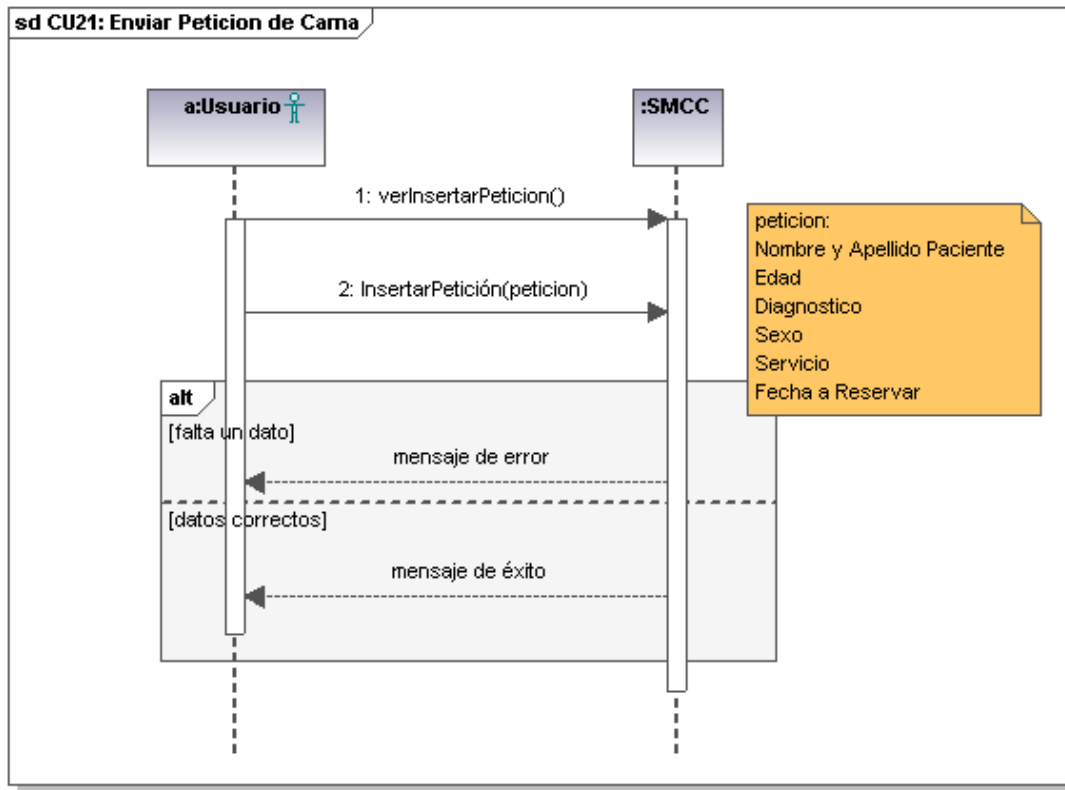 sd CU21: Enviar Peticion de Cama
a:Usuario
:SMCC
1: verInsertarPeticion()
2: InsertarPetición(peticion)
peticion:
Nombre y Apellido Paciente
Edad
Diagnostico
Sexo
Servicio
Fecha a Reservar
alt
[falta un dato]
mensaje de error
[datos correctos]
mensaje de éxito